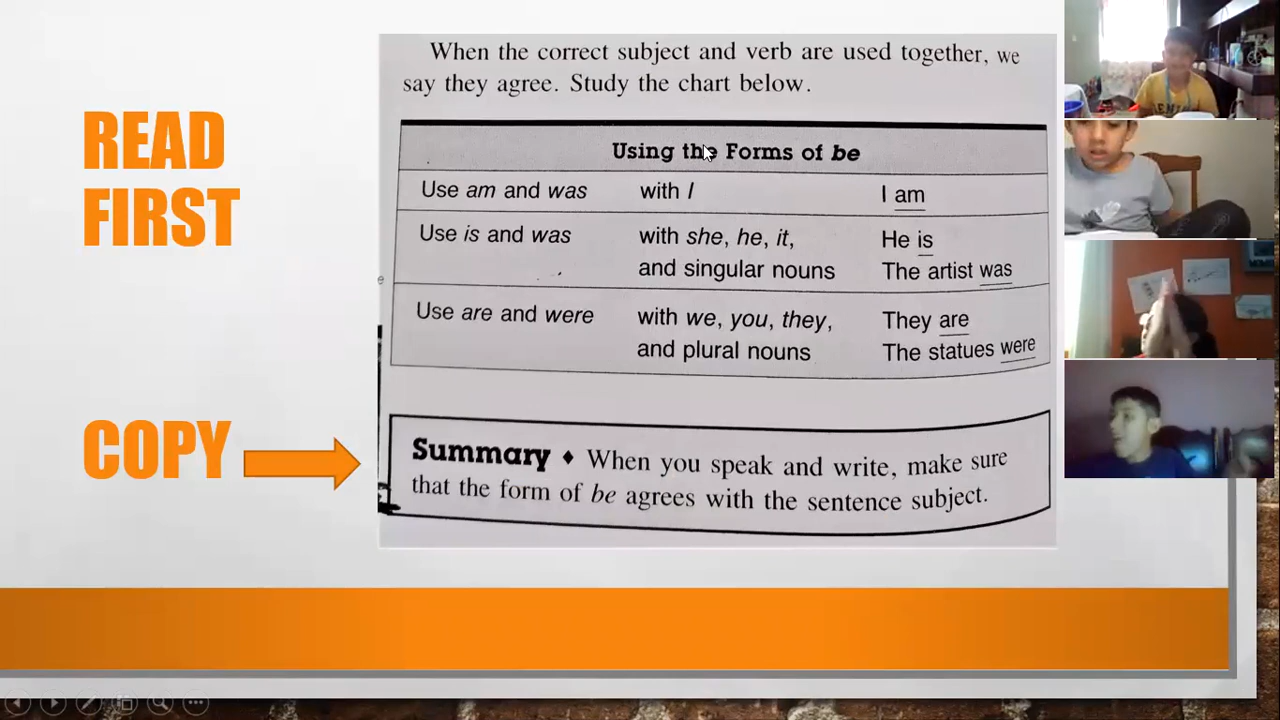 READ
FIRST
When the correct subject and verb are used together, we
say they agree. Study the chart below.
Using the Forms of be
Use am and was with I I am
Use is and was with she, he, it, He is
and singular nouns The artist was
Use are and were with we, you, they, They are
and plural nouns The statues were
COPY
Summary ♦ When you speak and write, make sure
that the form of be agrees with the sentence subject.